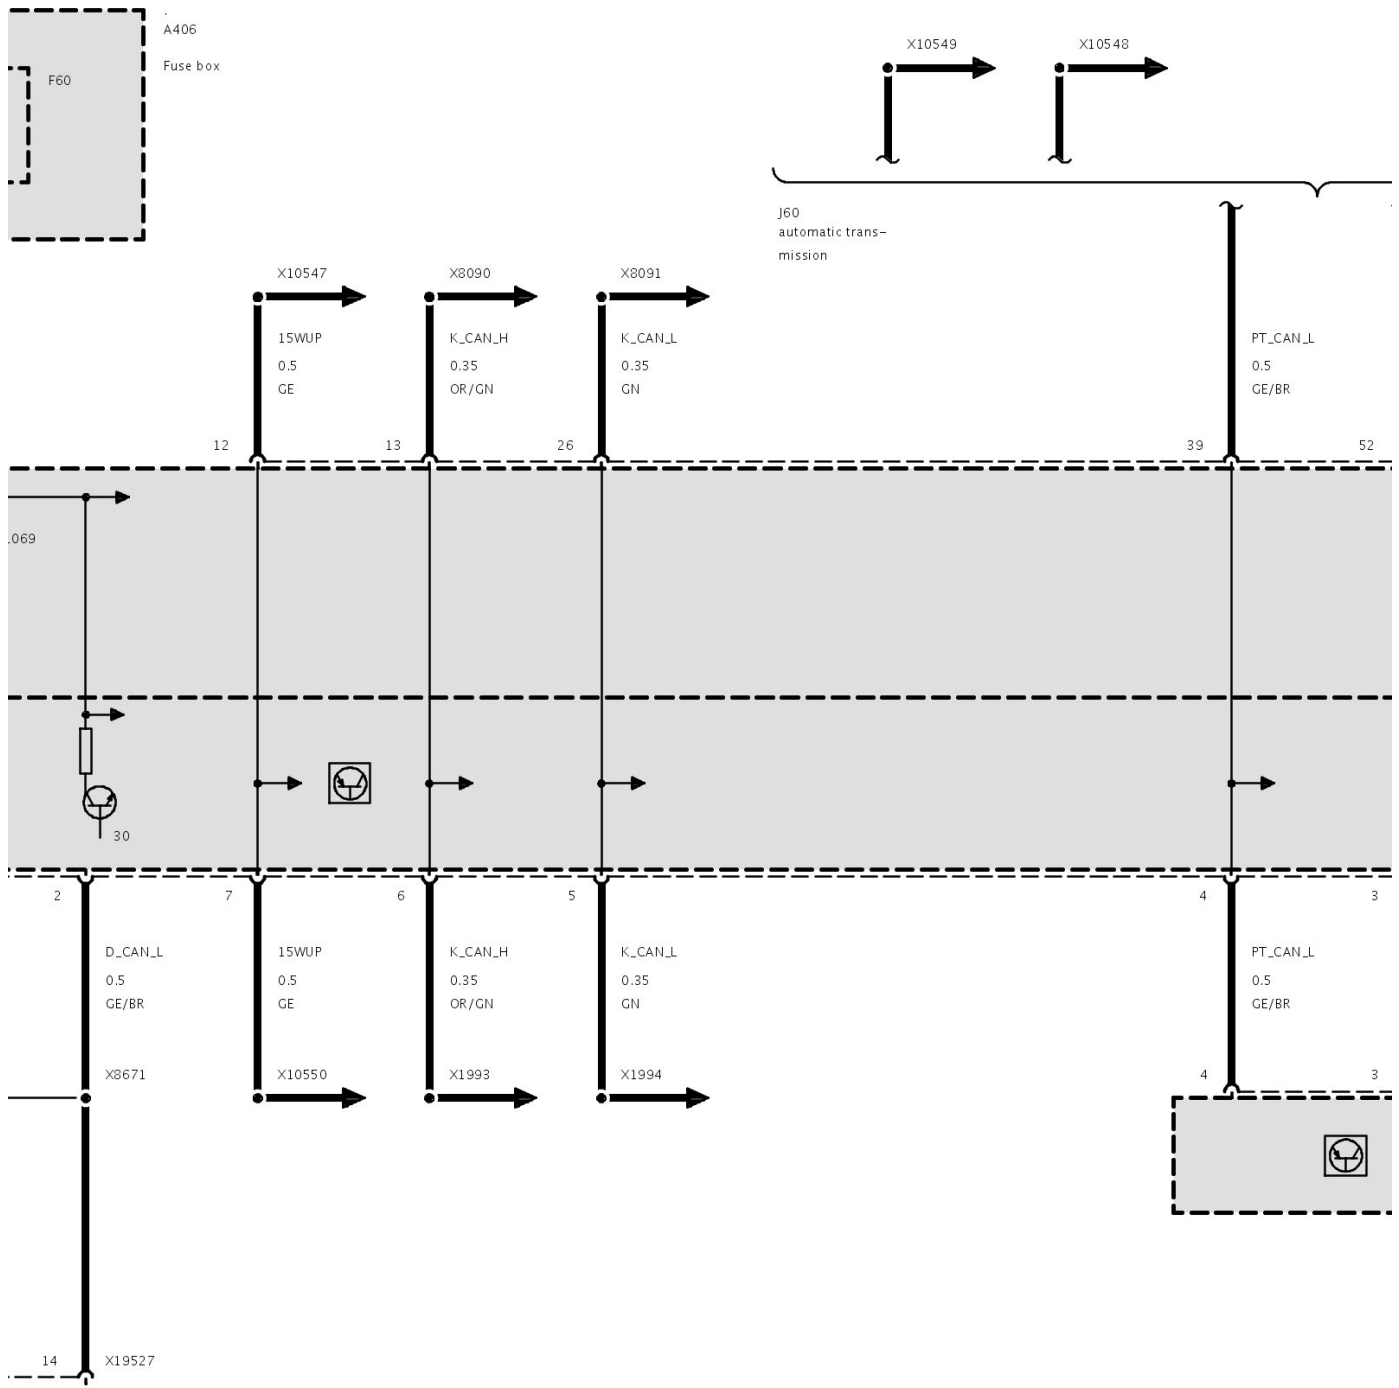 A406
Fuse box
F60
X10549
X10548
J60
automatic trans-
mission
X10547
X8090
X8091
15WUP
K_CAN_H
K_CAN_L
PT_CAN_L
0.5
0.35
0.35
0.5
GE
OR/GN
GN
GE/BR
12
13
26
39
52
.069
30
2
7
6
5
4
3
D_CAN_L
15WUP
K_CAN_H
K_CAN_L
PT_CAN_L
0.5
0.5
0.35
0.35
0.5
GE/BR
GE
OR/GN
GN
GE/BR
X8671
X10550
X1993
X1994
4
3
14
X19527